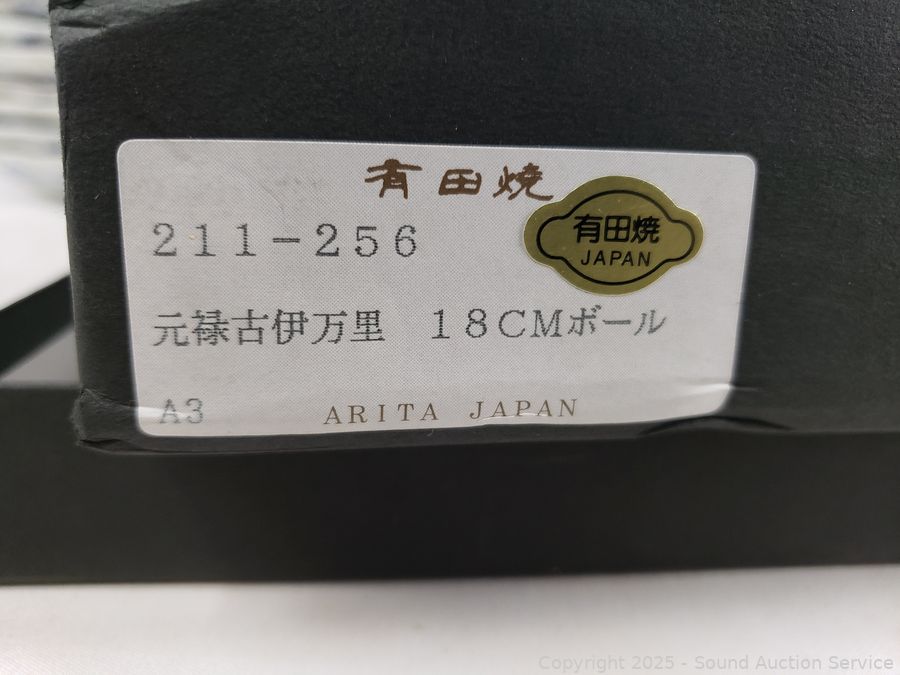 有田焼
211-256
有田焼
JAPAN
元禄古伊万里　18CMボール
A3
ARITA JAPAN
Copyright 2025 - Sound Auction Service